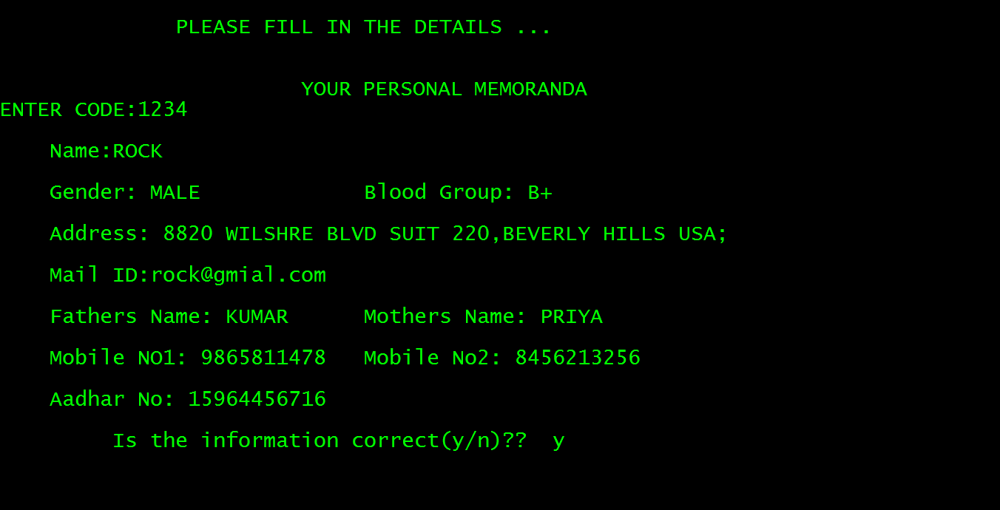 PLEASE FILL IN THE DETAILS ...
YOUR PERSONAL MEMORANDA
ENTER CODE:1234
Name:ROCK
Gender: MALE Blood Group: B+
Address: 8820 WILSHRE BLVD SUIT 220,BEVERLY HILLS USA;
Mail ID:rock@gmial.com
Fathers Name: KUMAR Mothers Name: PRIYA
Mobile NO1: 9865811478 Mobile No2: 8456213256
Aadhar No: 15964456716
Is the information correct(y/n)?? y